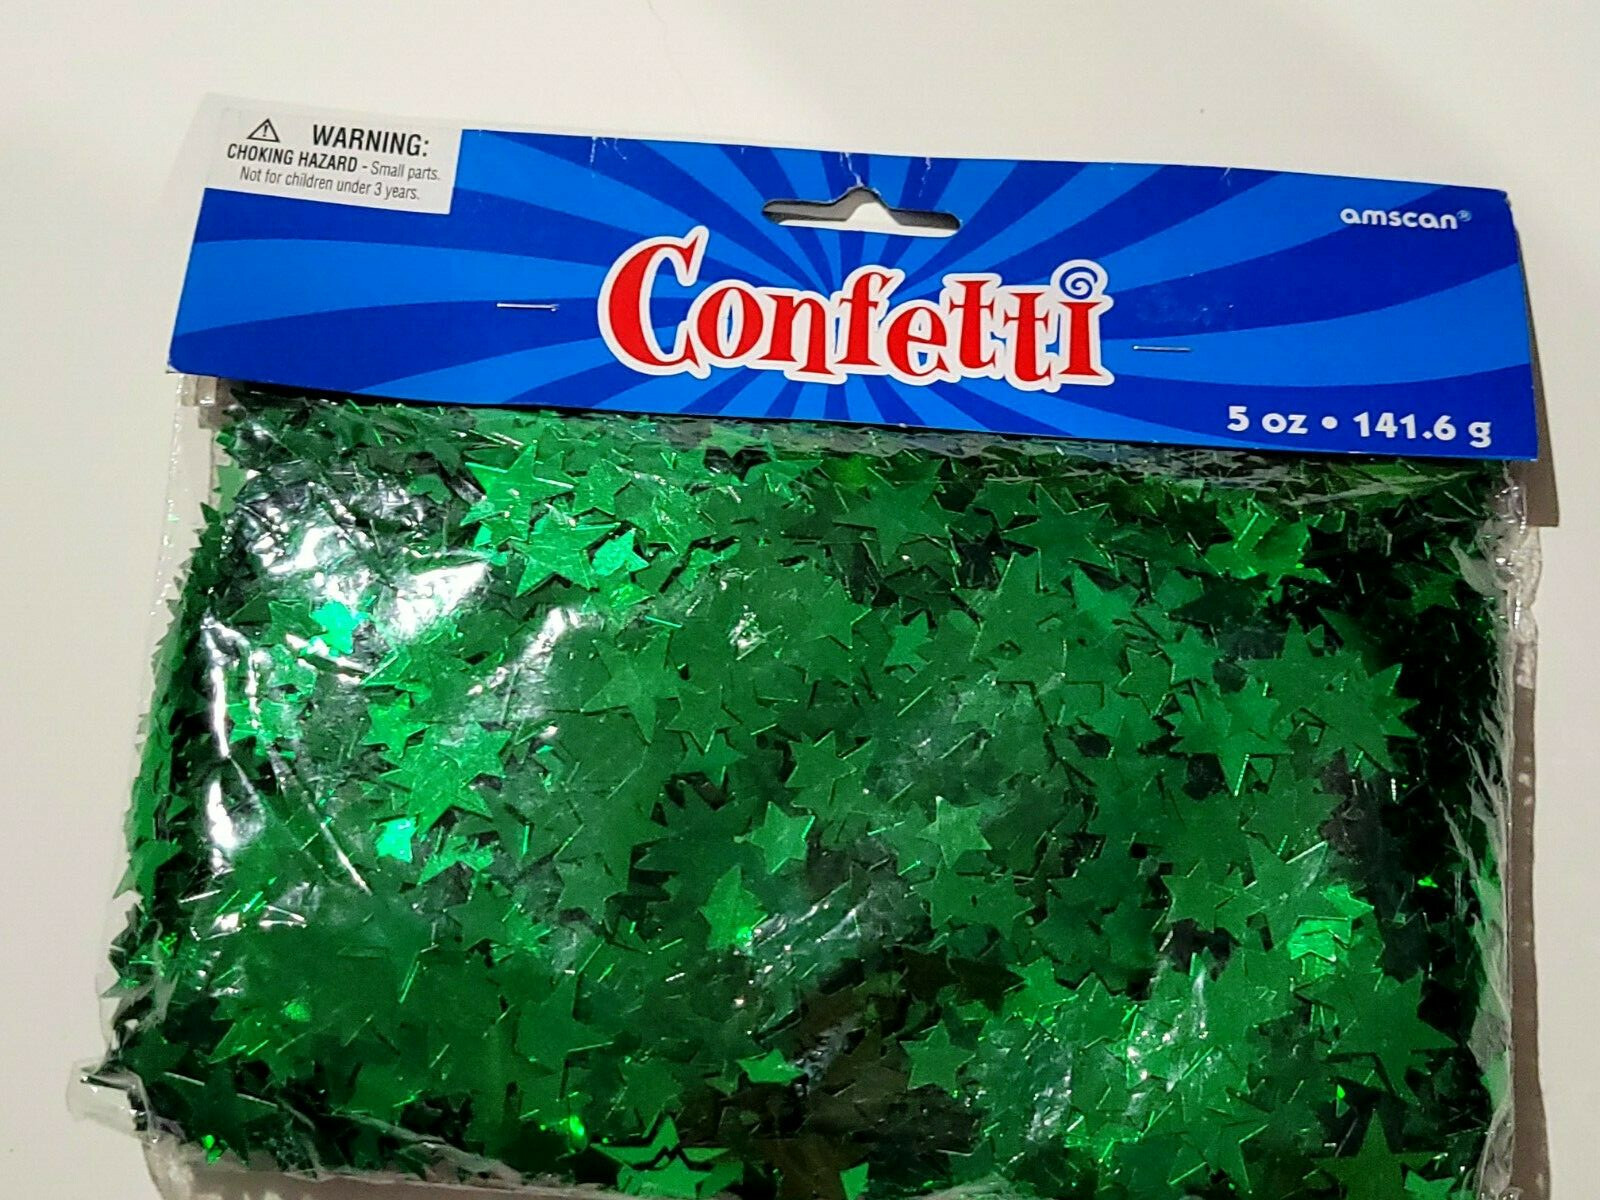 ⚠ WARNING:
CHOKING HAZARD - Small parts.
Not for children under 3 years.
amscan®
Confetti
5 oz • 141.6 g